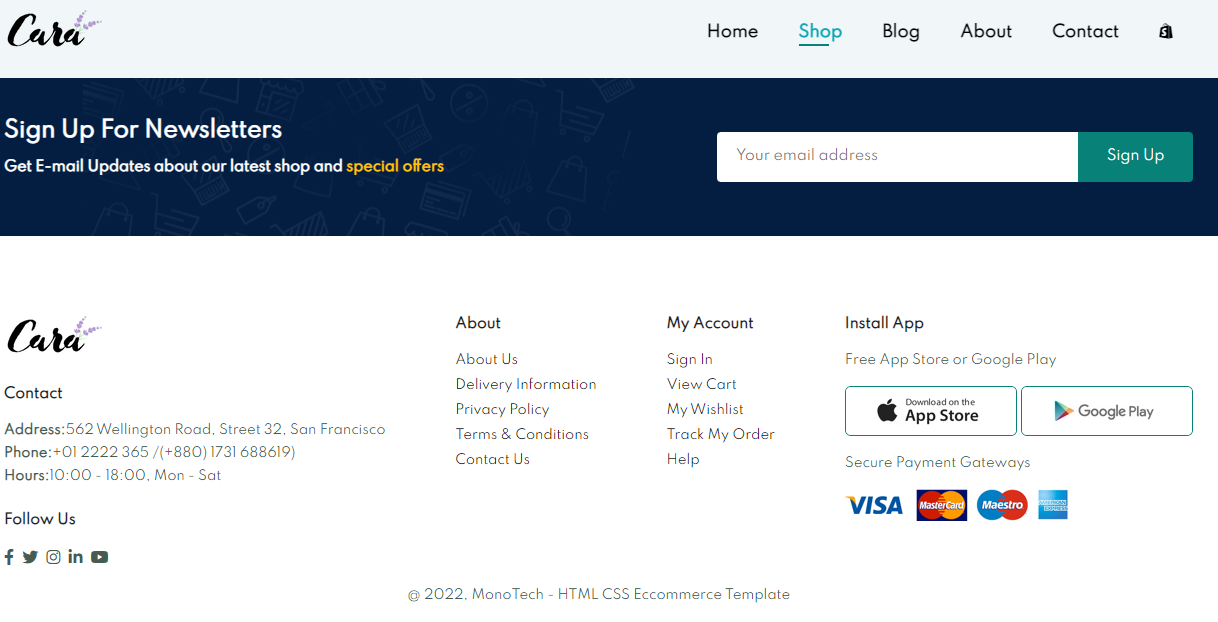 Cara
Home Shop Blog About Contact
Sign Up For Newsletters
Get E-mail Updates about our latest shop and special offers
Your email address
Sign Up
Cara
Contact
Address:562 Wellington Road, Street 32, San Francisco
Phone:+01 2222 365 /(+880) 1731 688619)
Hours:10:00 - 18:00, Mon - Sat
Follow Us
About
About Us
Delivery Information
Privacy Policy
Terms & Conditions
Contact Us
My Account
Sign In
View Cart
My Wishlist
Track My Order
Help
Install App
Free App Store or Google Play
Download on the
App Store
Google Play
Secure Payment Gateways
VISA MasterCard Maestro
AMERICAN
EXPRESS
@ 2022, MonoTech - HTML CSS Eccommerce Template